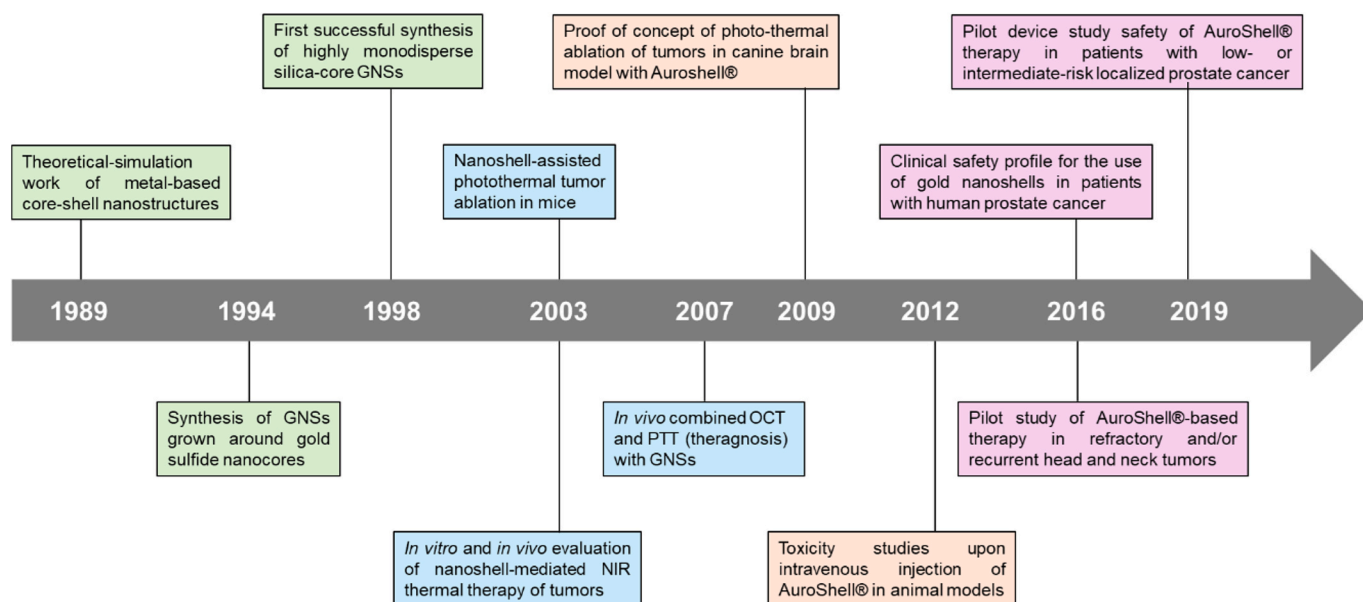 First successful synthesis
of highly monodisperse
silica-core GNSs
Proof of concept of photo-thermal
ablation of tumors in canine brain
model with Auroshell®
Pilot device study safety of AuroShell®
therapy in patients with low- or
intermediate-risk localized prostate cancer
Theoretical-simulation
work of metal-based
core-shell nanostructures
Nanoshell-assisted
photothermal tumor
ablation in mice
Clinical safety profile for the use
of gold nanoshells in patients
with human prostate cancer
1989 1994 1998 2003 2007 2009 2012 2016 2019
Synthesis of GNSs
grown around gold
sulfide nanocores
In vivo combined OCT
and PTT (theragnosis)
with GNSs
Pilot study of AuroShell®-based
therapy in refractory and/or
recurrent head and neck tumors
In vitro and in vivo evaluation
of nanoshell-mediated NIR
thermal therapy of tumors
Toxicity studies upon
intravenous injection of
AuroShell® in animal models